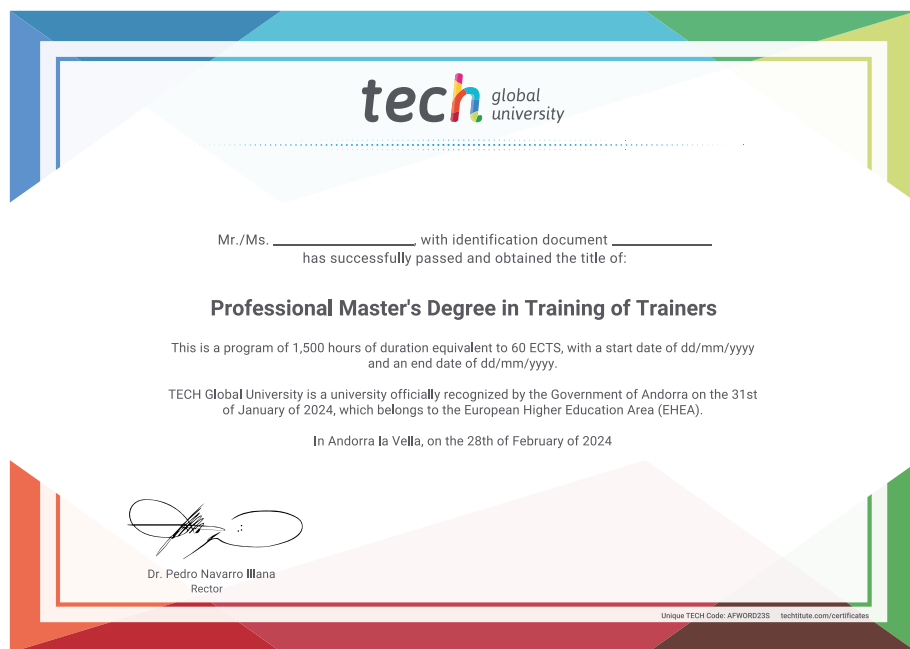 tech global
university
Mr./Ms. ____________, with identification document ____________
has successfully passed and obtained the title of:
Professional Master's Degree in Training of Trainers
This is a program of 1,500 hours of duration equivalent to 60 ECTS, with a start date of dd/mm/yyyy
and an end date of dd/mm/yyyy.
TECH Global University is a university officially recognized by the Government of Andorra on the 31st
of January of 2024, which belongs to the European Higher Education Area (EHEA).
In Andorra la Vella, on the 28th of February of 2024
Dr. Pedro Navarro Illana
Rector
Unique TECH Code: AFWORD23S techtitute.com/certificates